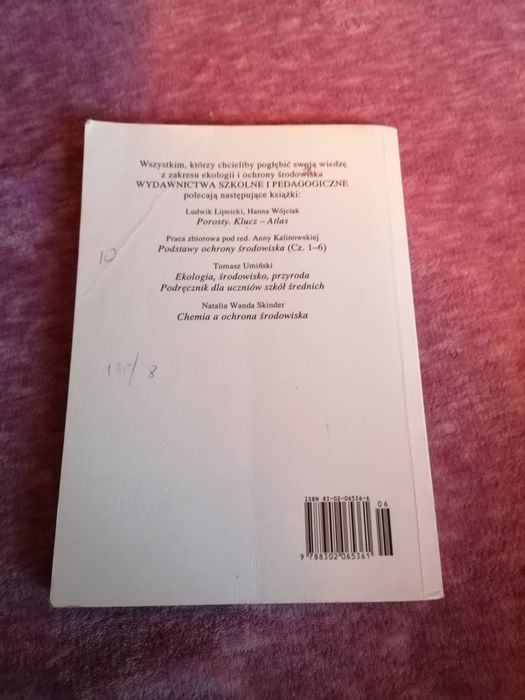 Wszystkim, którzy chcieliby pogłębić swoją wiedzę
z zakresu ekologii i ochrony środowiska
WYDAWNICTWA SZKOLNE I PEDAGOGICZNE
polecają następujące książki:
Ludwik Lipnicki, Hanna Wójciak
Porosty. Klucz – Atlas
Praca zbiorowa pod red. Anny Kalinowskiej
Podstawy ochrony środowiska (Cz. 1–6)
10
Tomasz Umiński
Ekologia, środowisko, przyroda
Podręcznik dla uczniów szkół średnich
Natalia Wanda Skinder
Chemia a ochrona środowiska
8
ISBN 83-02-06536-6
06
9 788302 065361